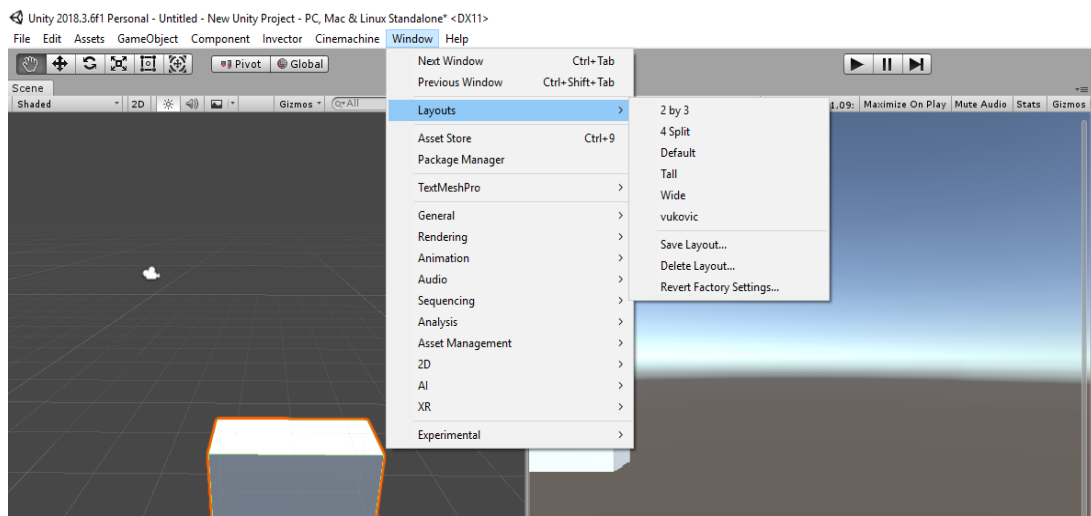 Unity 2018.3.6f1 Personal - Untitled - New Unity Project - PC, Mac & Linux Standalone* <DX11>
File Edit Assets GameObject Component Invector Cinemachine Window Help
Pivot Global
Scene
Shaded 2D Gizmos All
1,09: Maximize On Play Mute Audio Stats Gizmos
Next Window Ctrl+Tab
Previous Window Ctrl+Shift+Tab
Layouts
Asset Store Ctrl+9
Package Manager
TextMeshPro
General
Rendering
Animation
Audio
Sequencing
Analysis
Asset Management
2D
AI
XR
Experimental
2 by 3
4 Split
Default
Tall
Wide
vukovic
Save Layout...
Delete Layout...
Revert Factory Settings...